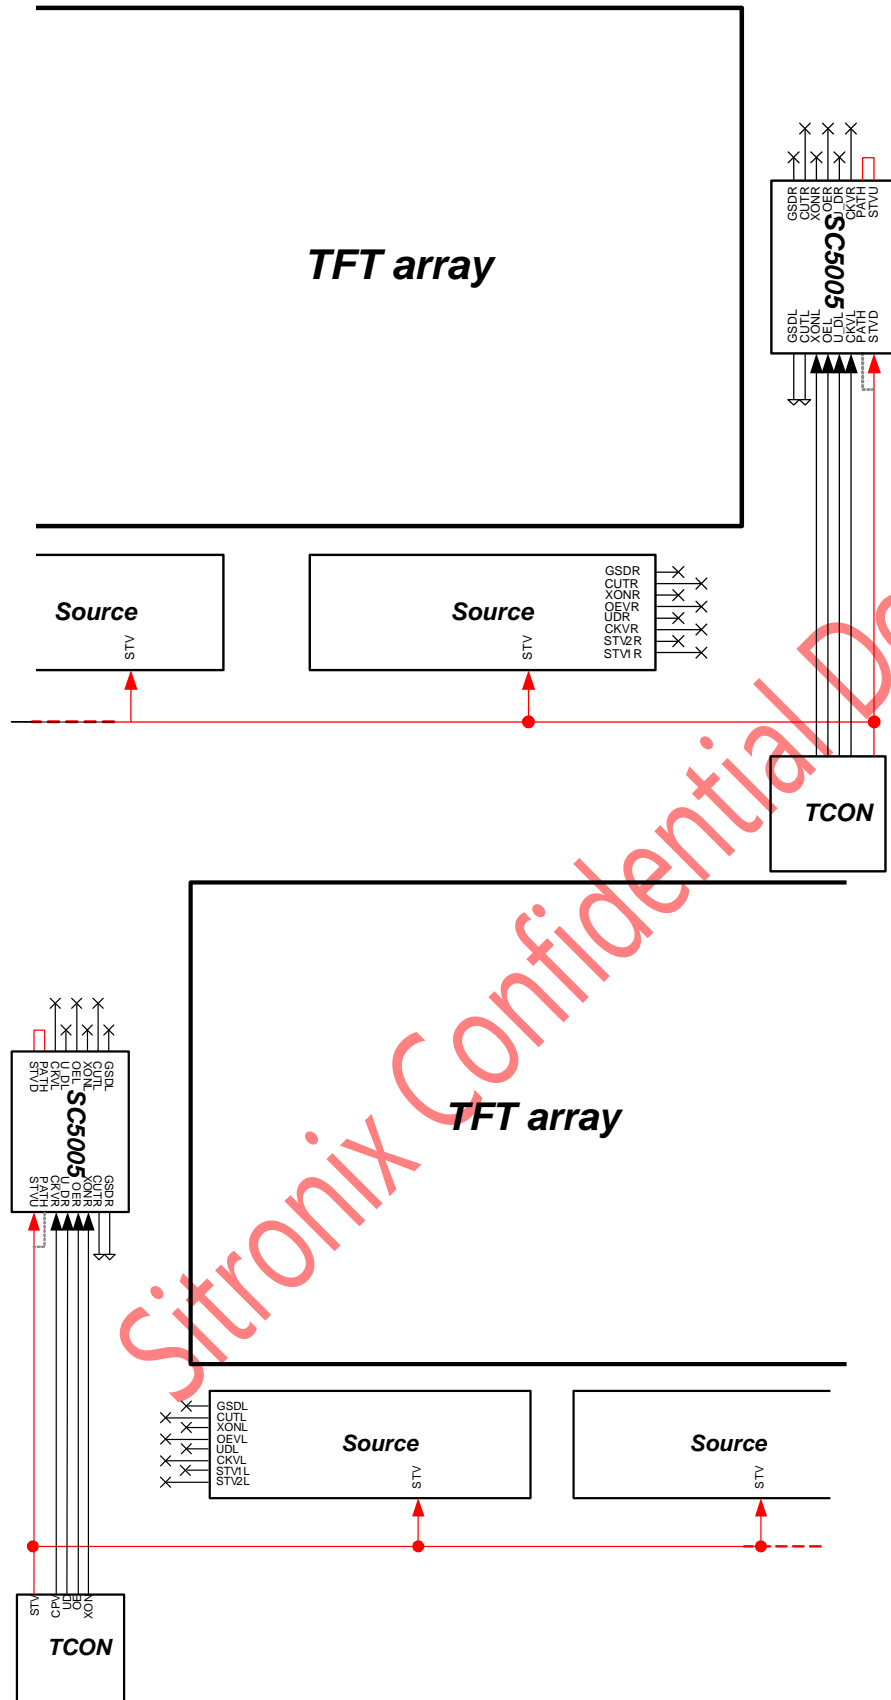 GSDR
CUTR
XONR
OER
U_DR
CKVR
PATH
STVU
SC5005
GSDL
CUTL
XONL
OEL
U_DL
CKVL
PATH
STVD
TFT array
Source
STV
Source
STV
GSDR
CUTR
XONR
OEVR
UDR
CKVR
STV2R
STV1R
TCON
Sitronix Confidential Do
STVD
PATH
CKVL
U_DL
OEL
XONL
CUTL
GSDL
SC5005
STVU
PATH
CKVR
U_DR
OER
XONR
CUTR
GSDR
TFT array
GSDL
CUTL
XONL
OEVL
UDL
CKVL
STV1L
STV2L
Source
STV
Source
STV
STV
CPV
UD
OE
XON
TCON